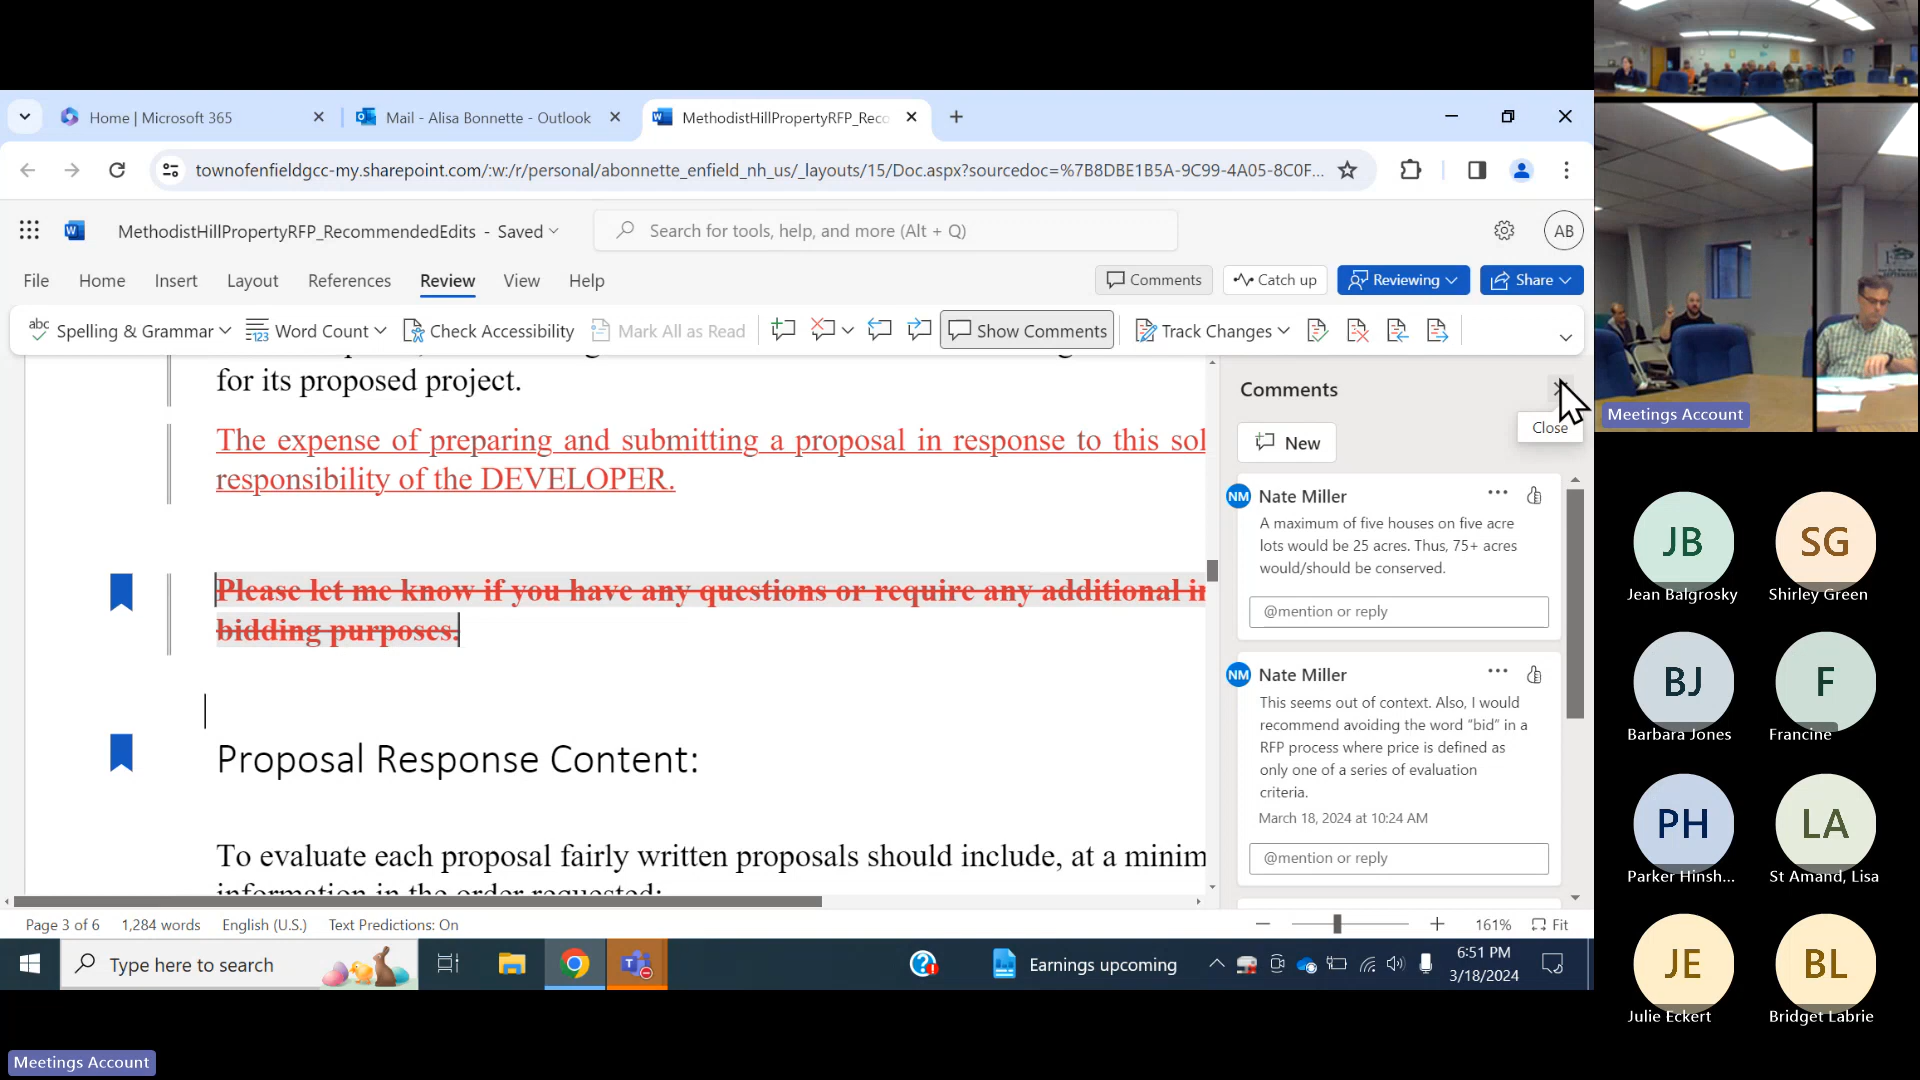 Home | Microsoft 365
Mail - Alisa Bonnette - Outlook
MethodistHillPropertyRFP_Reco
townofenfieldgcc-my.sharepoint.com/:w:/r/personal/abonnette_enfield_nh_us/_layouts/15/Doc.aspx?sourcedoc=%7B8DBE1B5A-9C99-4A05-8C0F...
MethodistHillPropertyRFP_RecommendedEdits - Saved
Search for tools, help, and more (Alt + Q)
AB
File Home Insert Layout References Review View Help
Comments Catch up Reviewing Share
Spelling & Grammar Word Count Check Accessibility Mark All as Read Show Comments Track Changes
for its proposed project.
The expense of preparing and submitting a proposal in response to this sol
responsibility of the DEVELOPER.
Please let me know if you have any questions or require any additional in
bidding purposes.
Proposal Response Content:
To evaluate each proposal fairly written proposals should include, at a minim
information in the order requested:
Comments
Close
New
NM Nate Miller
A maximum of five houses on five acre
lots would be 25 acres. Thus, 75+ acres
would/should be conserved.
@mention or reply
NM Nate Miller
This seems out of context. Also, I would
recommend avoiding the word "bid" in a
RFP process where price is defined as
only one of a series of evaluation
criteria.
March 18, 2024 at 10:24 AM
@mention or reply
Page 3 of 6 1,284 words English (U.S.) Text Predictions: On
161% Fit
Type here to search
Earnings upcoming
6:51 PM
3/18/2024
Meetings Account
Meetings Account
JB
Jean Balgrosky
SG
Shirley Green
BJ
Barbara Jones
F
Francine
PH
Parker Hinsh...
LA
St Amand, Lisa
JE
Julie Eckert
BL
Bridget Labrie